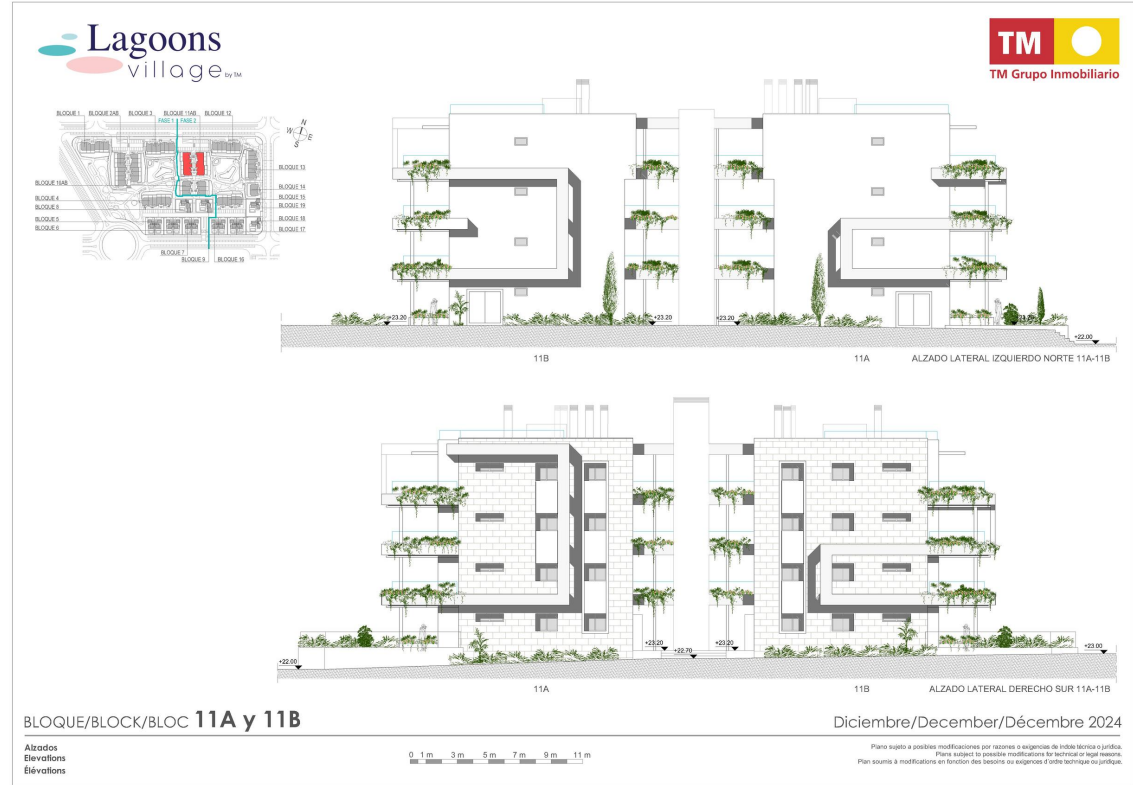 Lagoons
village by TM
TM
TM Grupo Inmobiliario
BLOQUE 1
BLOQUE 2AB
BLOQUE 3
BLOQUE 11AB
BLOQUE 12
FASE 1
FASE 2
N
W
E
S
BLOQUE 13
BLOQUE 10AB
BLOQUE 14
BLOQUE 4
BLOQUE 15
BLOQUE 8
BLOQUE 19
BLOQUE 5
BLOQUE 18
BLOQUE 6
BLOQUE 17
BLOQUE 7
BLOQUE 9
BLOQUE 16
+23.20
+23.20
+23.20
+22.00
11B
11A
ALZADO LATERAL IZQUIERDO NORTE 11A-11B
+22.00
+23.20
+22.70
+23.20
+23.00
11A
11B
ALZADO LATERAL DERECHO SUR 11A-11B
BLOQUE/BLOCK/BLOC 11A y 11B
Diciembre/December/Décembre 2024
Alzados
Elevations
Élévations
0 1 m 3 m 5 m 7 m 9 m 11 m
Plano sujeto a posibles modificaciones por razones o exigencias de índole técnica o jurídica.
Plans subject to possible modifications for technical or legal reasons.
Plan soumis à modifications en fonction des besoins ou exigences d'ordre technique ou juridique.